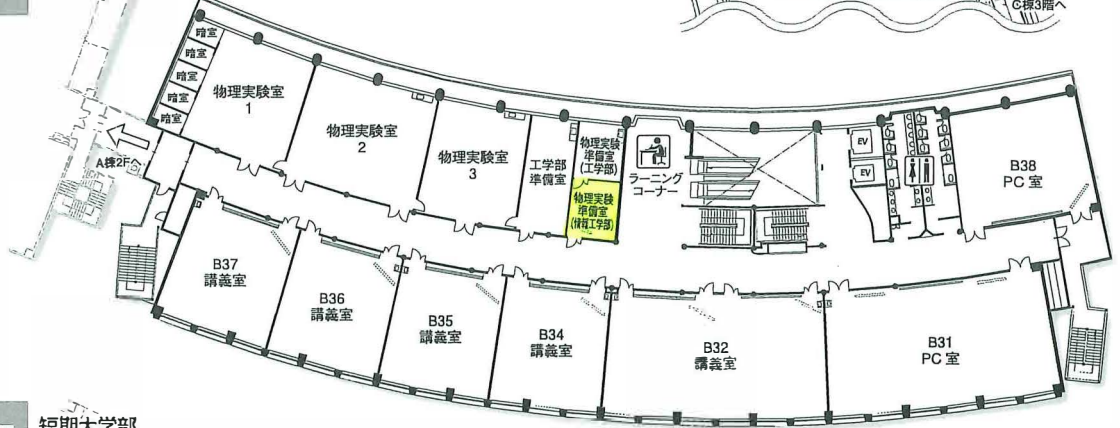 C棟3階へ
暗室
暗室
暗室
暗室
暗室
物理実験室
1
物理実験室
2
物理実験室
3
工学部
準備室
物理実験
準備室
(工学部)
物理実験
準備室
(情報工学部)
ラーニング
コーナー
EV
EV
B38
PC 室
A棟2Fへ
B37
講義室
B36
講義室
B35
講義室
B34
講義室
B32
講義室
B31
PC 室
短期大学部